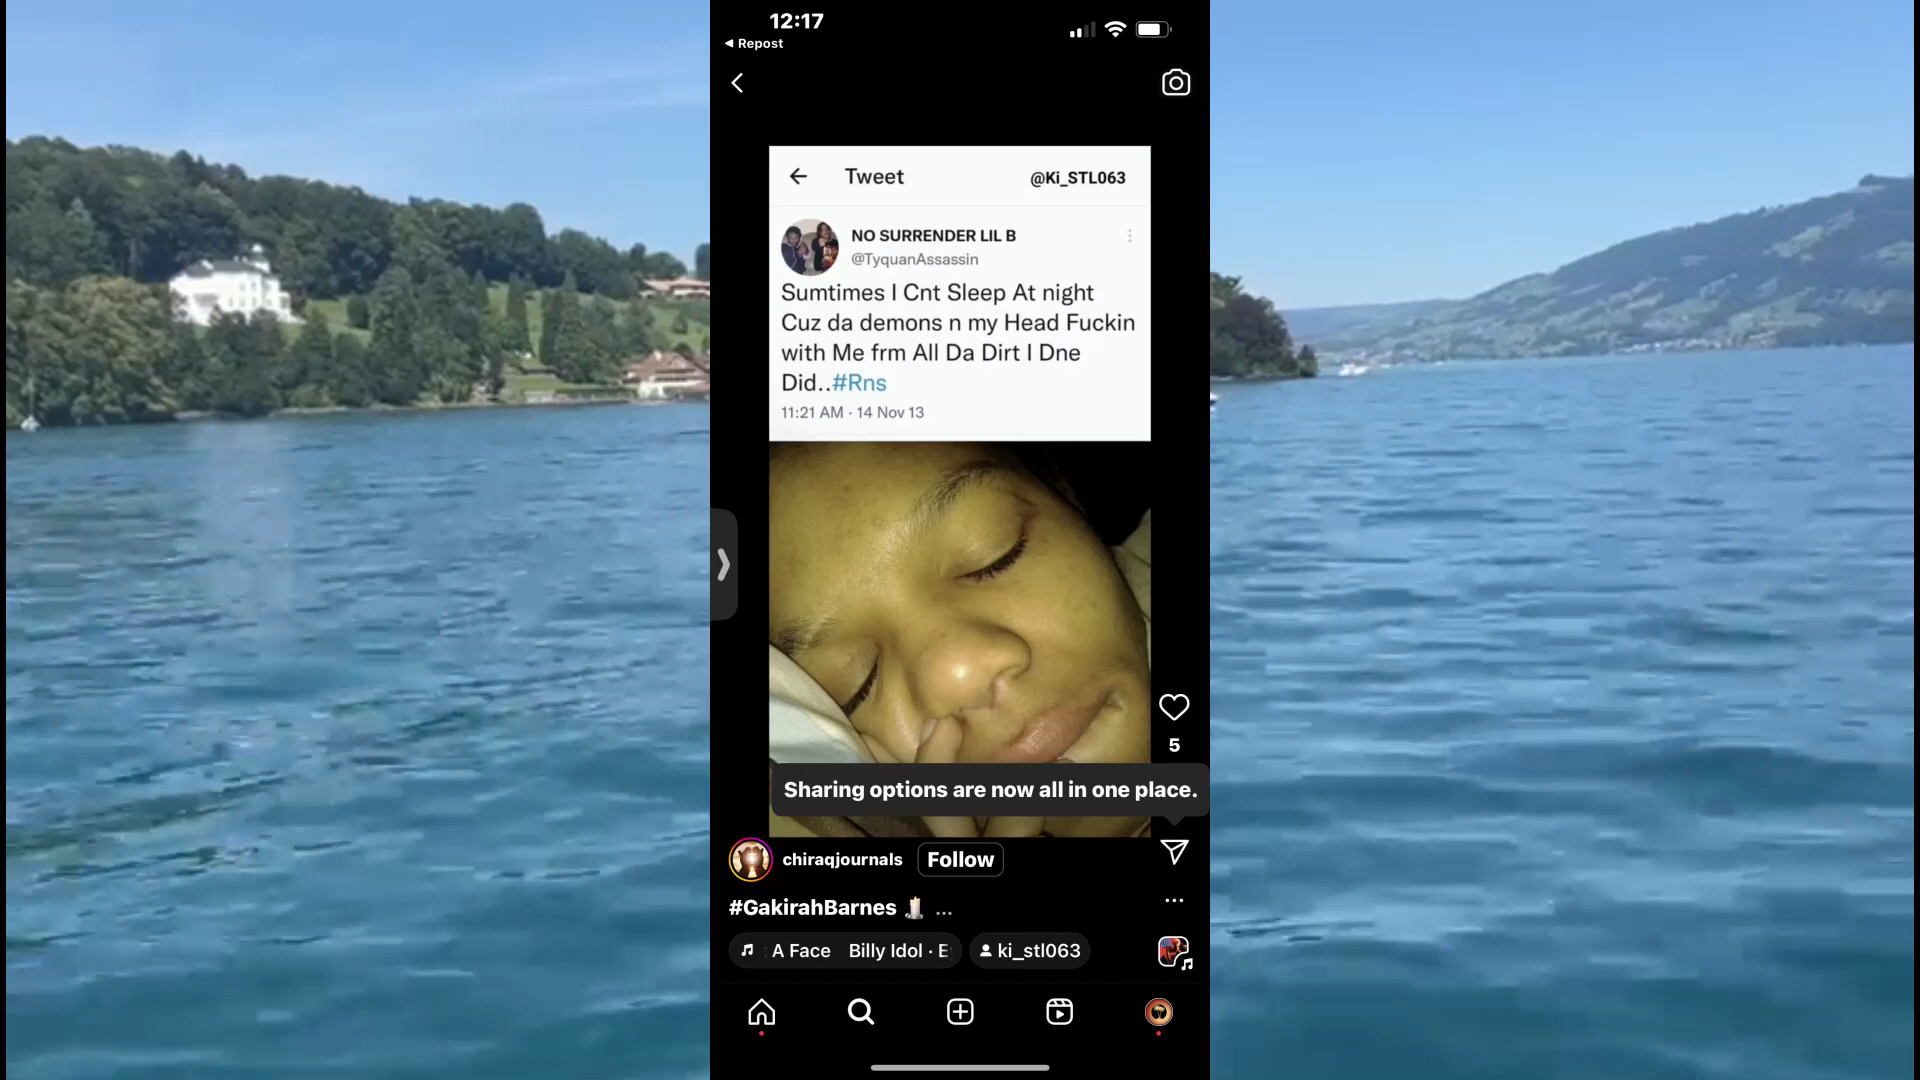 12:17
◄ Repost
Tweet
@Ki_STL063
NO SURRENDER LIL B
@TyquanAssassin
Sumtimes I Cnt Sleep At night
Cuz da demons n my Head Fuckin
with Me frm All Da Dirt I Dne
Did..#Rns
11:21 AM · 14 Nov 13
5
Sharing options are now all in one place.
chiraqjournals
Follow
#GakirahBarnes 🕯️ ...
A Face Billy Idol · E
ki_stl063